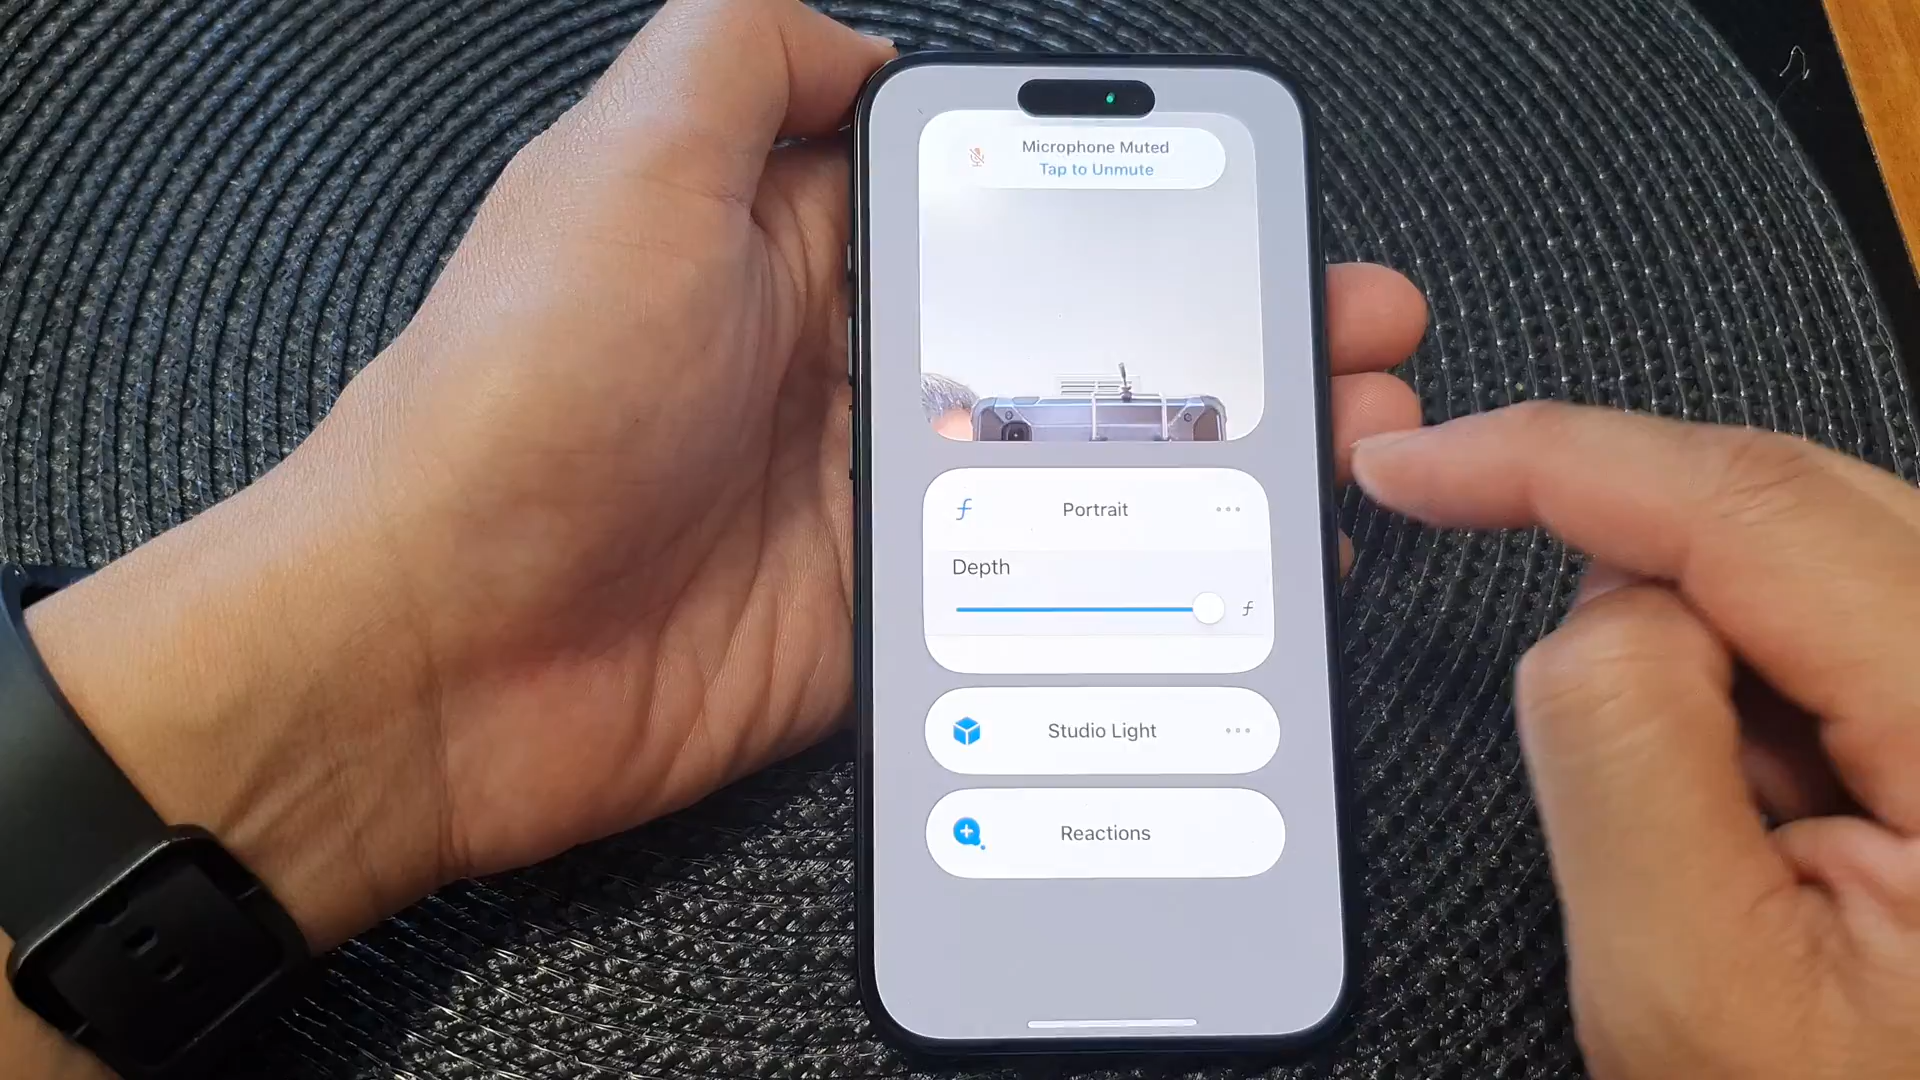 Microphone Muted
Tap to Unmute
f Portrait
Depth
f
Studio Light
Reactions